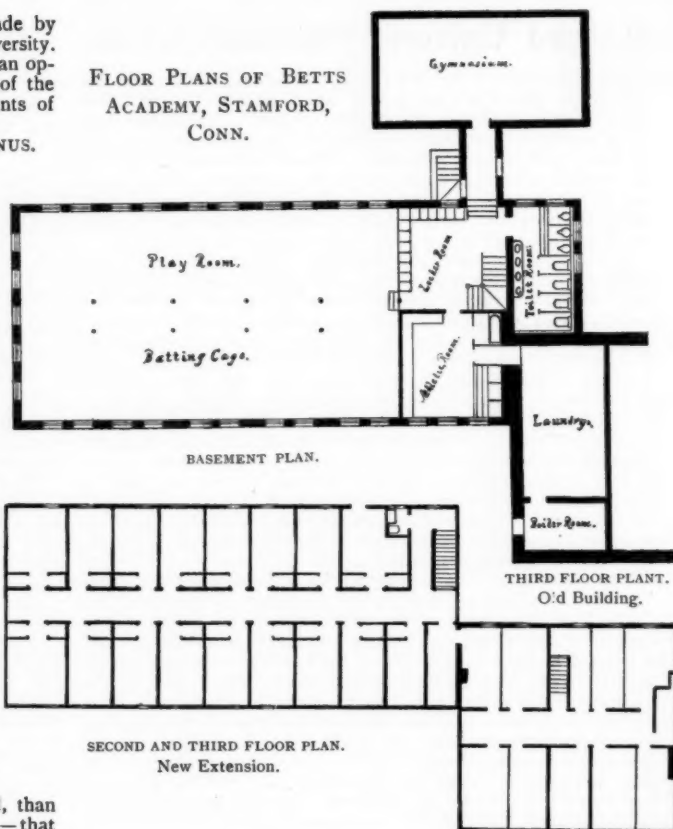 ade by
versity.
an op-
of the
nts of
NUS.
FLOOR PLANS OF BETTS
ACADEMY, STAMFORD,
CONN.
Gymnasium.
Play Room.
Locker Room
Toilet Room.
Batting Cage.
Athletic Room.
Laundry.
Boiler Room.
BASEMENT PLAN.
THIRD FLOOR PLANT.
Old Building.
SECOND AND THIRD FLOOR PLAN.
New Extension.
l, than
—that